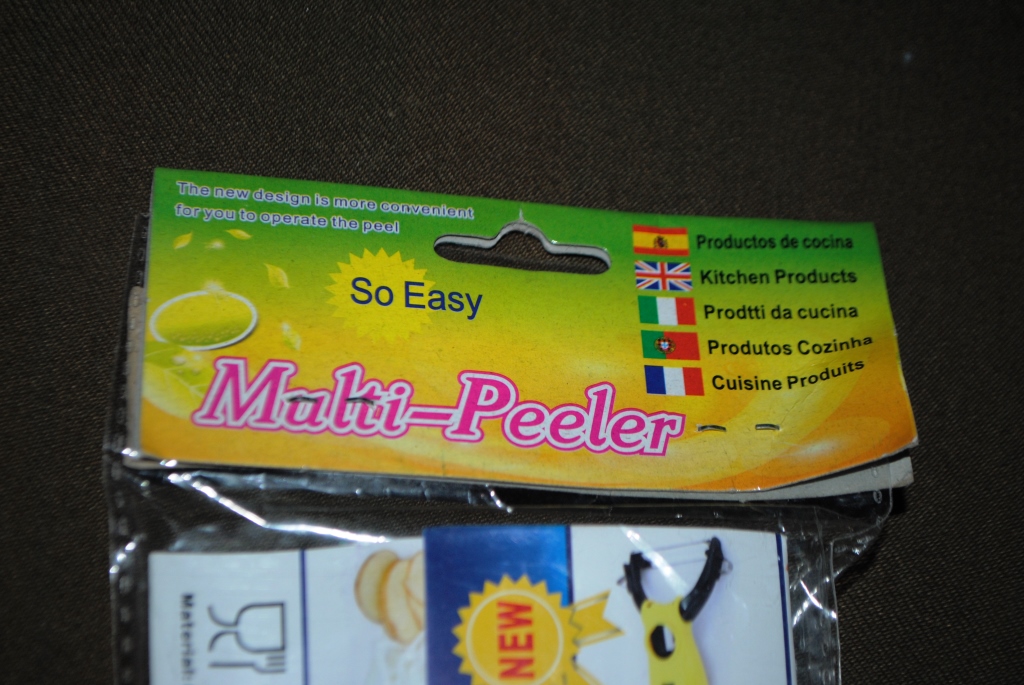 The new design is more convenient
for you to operate the peel
So Easy
Multi-Peeler
Productos de cocina
Kitchen Products
Prodtti da cucina
Produtos Cozinha
Cuisine Produits
NEW
Material: